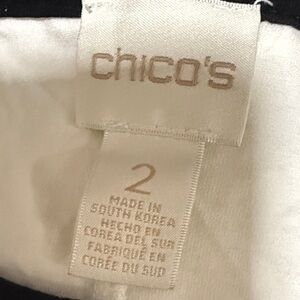 chico's
2
MADE IN
SOUTH KOREA
HECHO EN
COREA DEL SUR
FABRIQUÉ EN
CORÉE DU SUD